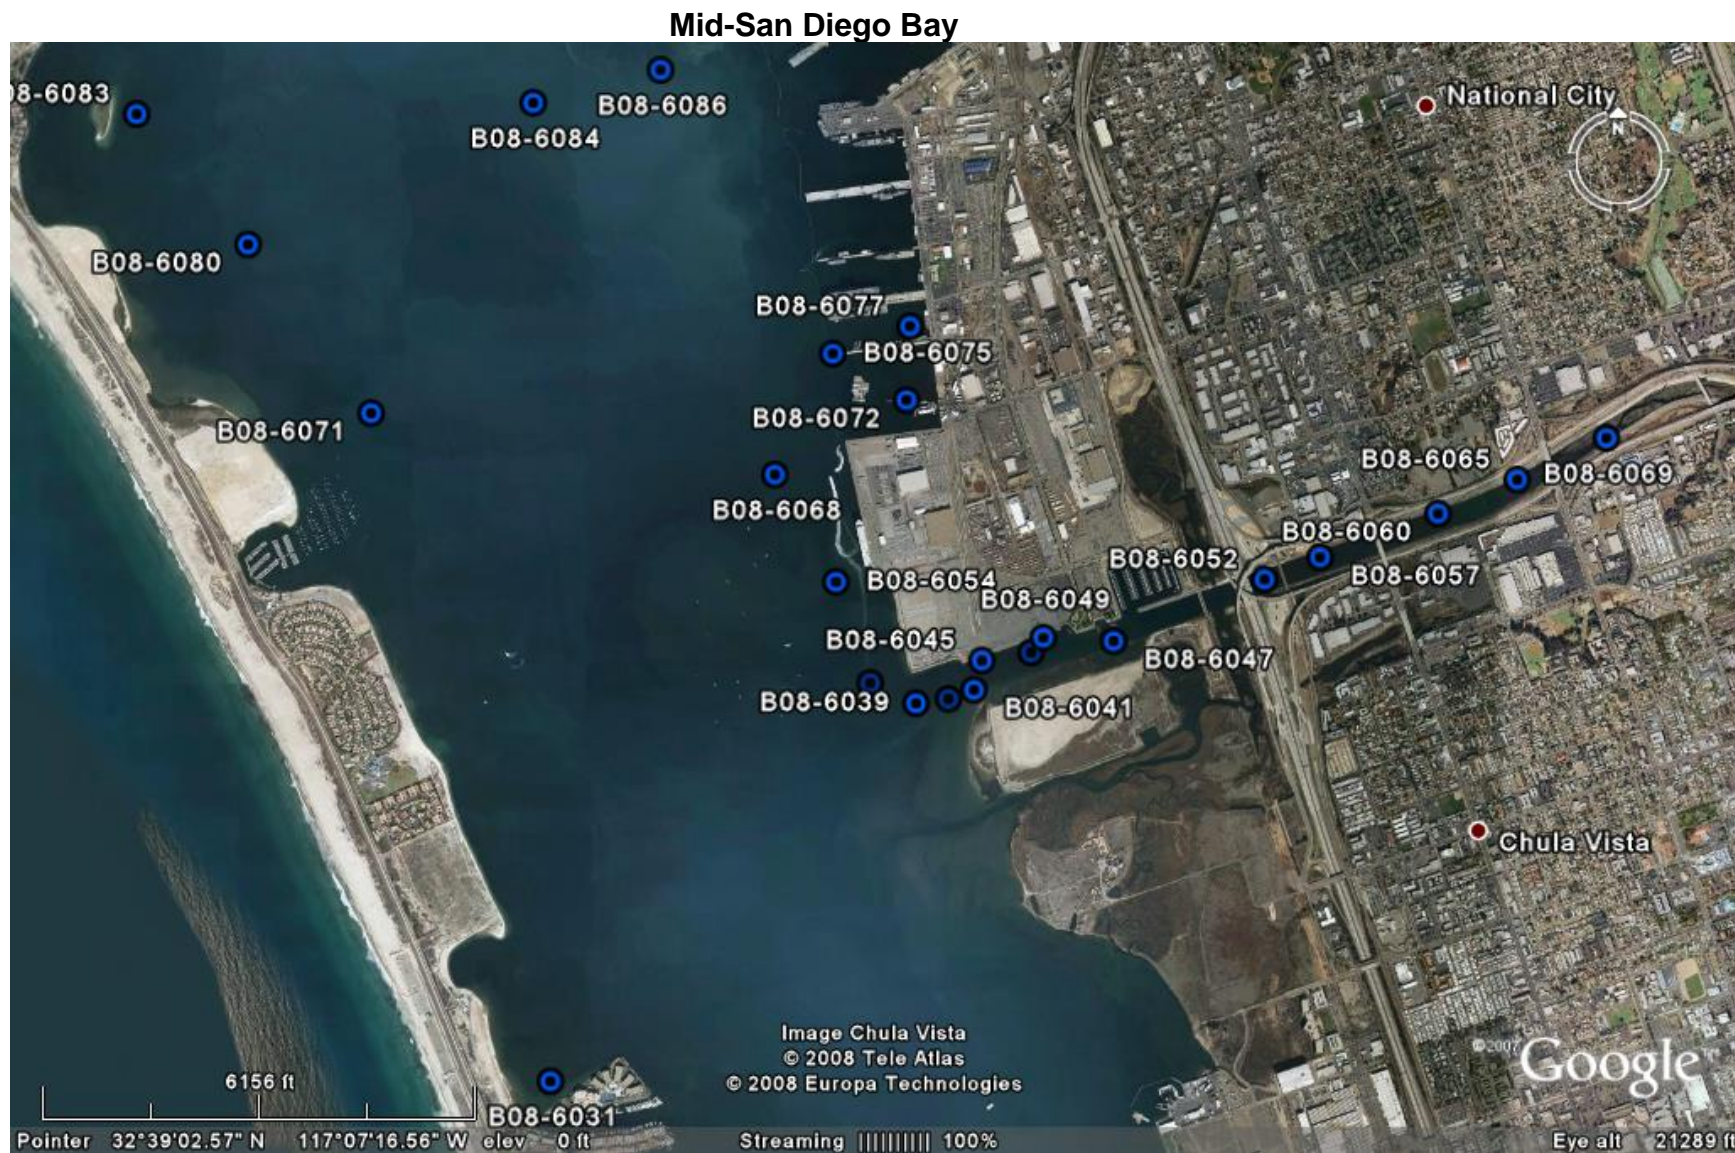 Mid-San Diego Bay
08-6083
B08-6086
B08-6084
National City
N
B08-6080
B08-6077
B08-6075
B08-6072
B08-6071
B08-6065
B08-6069
B08-6068
B08-6060
B08-6052
B08-6057
B08-6054
B08-6049
B08-6045
B08-6047
B08-6039
B08-6041
Chula Vista
Image Chula Vista
© 2008 Tele Atlas
© 2008 Europa Technologies
©2007 Google™
6156 ft
B08-6031
Pointer 32°39'02.57" N 117°07'16.56" W elev 0 ft Streaming |||||||||| 100% Eye alt 21289 ft